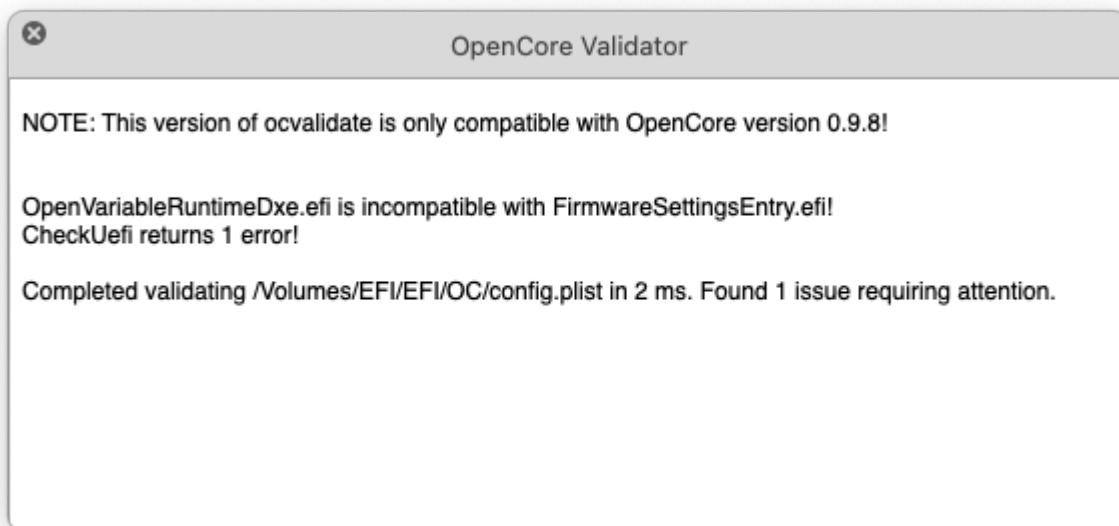 OpenCore Validator
NOTE: This version of ocvalidate is only compatible with OpenCore version 0.9.8!
OpenVariableRuntimeDxe.efi is incompatible with FirmwareSettingsEntry.efi!
CheckUefi returns 1 error!
Completed validating /Volumes/EFI/EFI/OC/config.plist in 2 ms. Found 1 issue requiring attention.